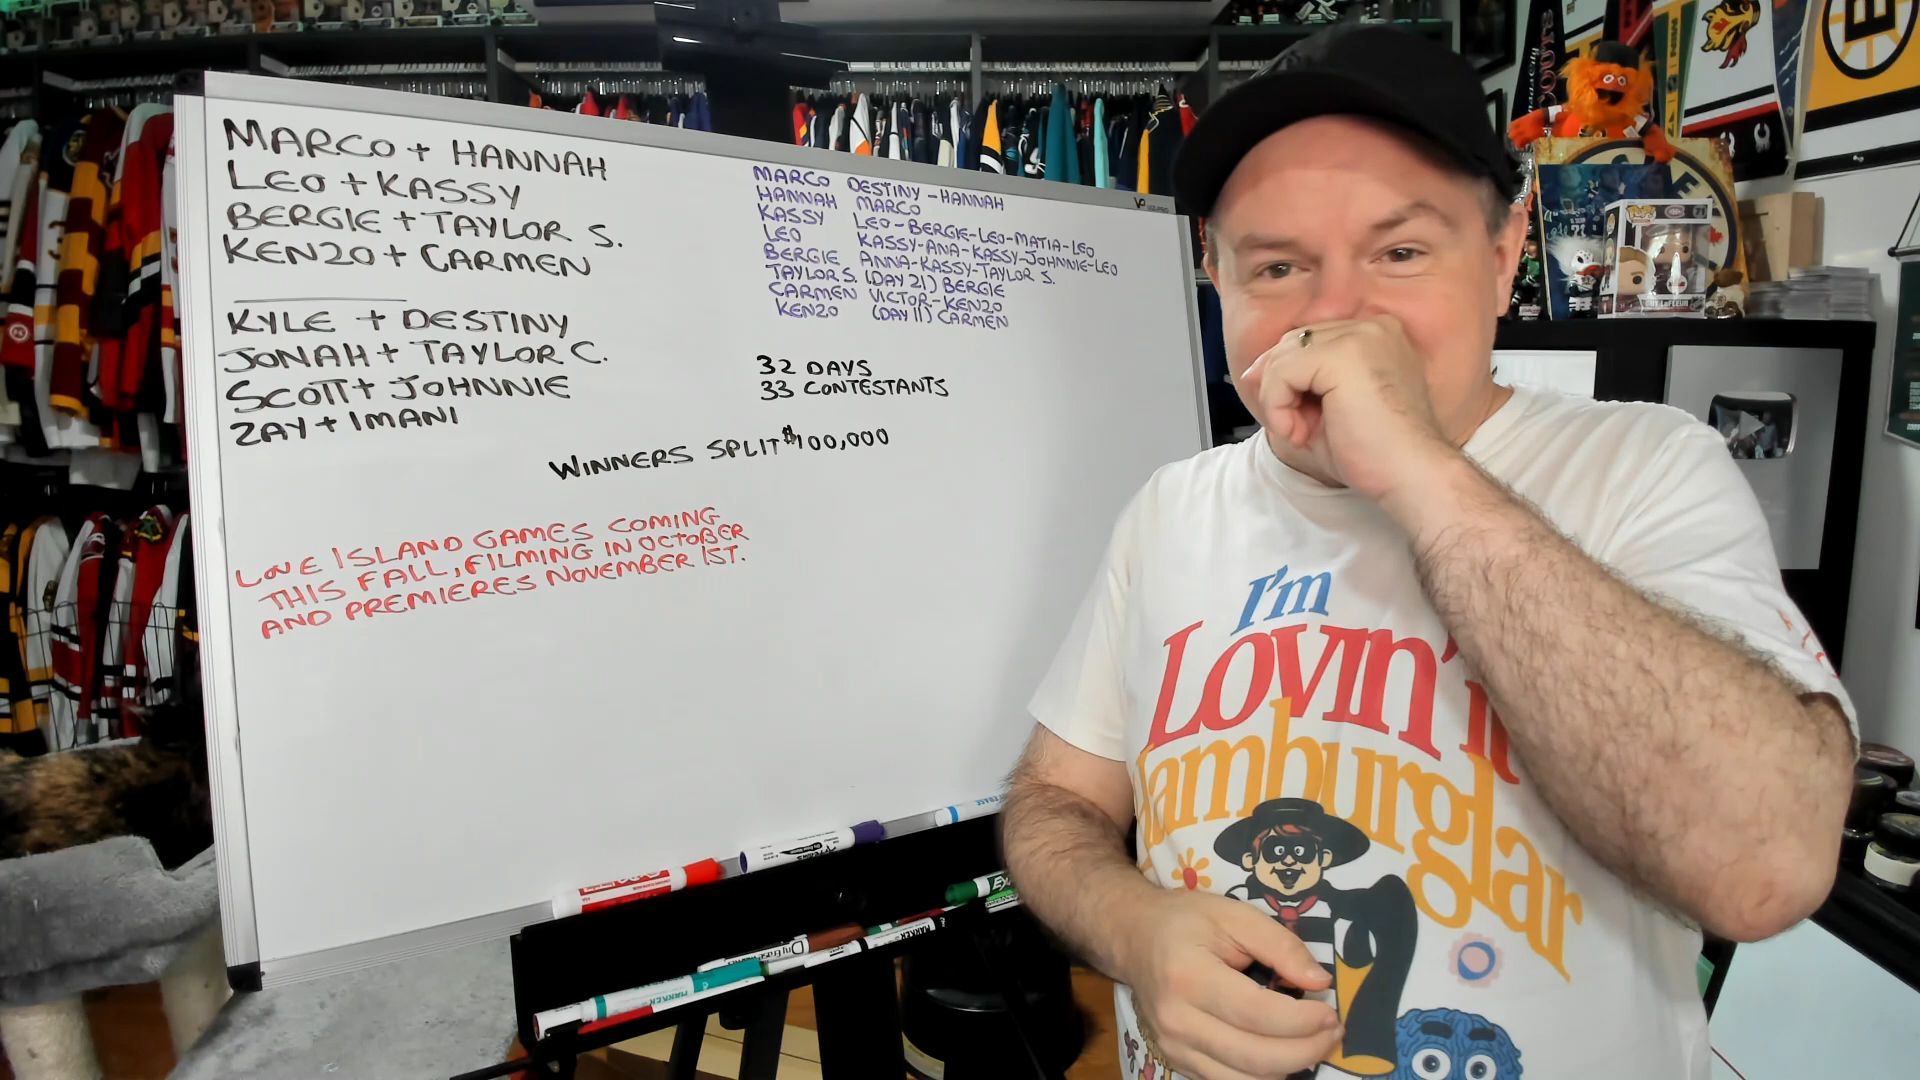 MARCO + HANNAH
LEO + KASSY
BERGIE + TAYLOR S.
KENZO + CARMEN
KYLE + DESTINY
JONAH + TAYLOR C.
SCOTT + JOHNNIE
ZAY + IMANI
MARCO DESTINY - HANNAH
HANNAH MARCO
KASSY LEO - BERGIE - LEO - MATIA - LEO
LEO KASSY - ANA - KASSY - JOHNNIE - LEO
BERGIE ANNA - KASSY - TAYLOR S.
TAYLOR S. (DAY 21) BERGIE
CARMEN VICTOR - KENZO
KENZO (DAY 11) CARMEN
32 DAYS
33 CONTESTANTS
WINNERS SPLIT $100,000
LOVE ISLAND GAMES COMING
THIS FALL, FILMING IN OCTOBER
AND PREMIERES NOVEMBER 1ST.
I'm
Lovin' it
Hamburglar
MARKER
MARKER